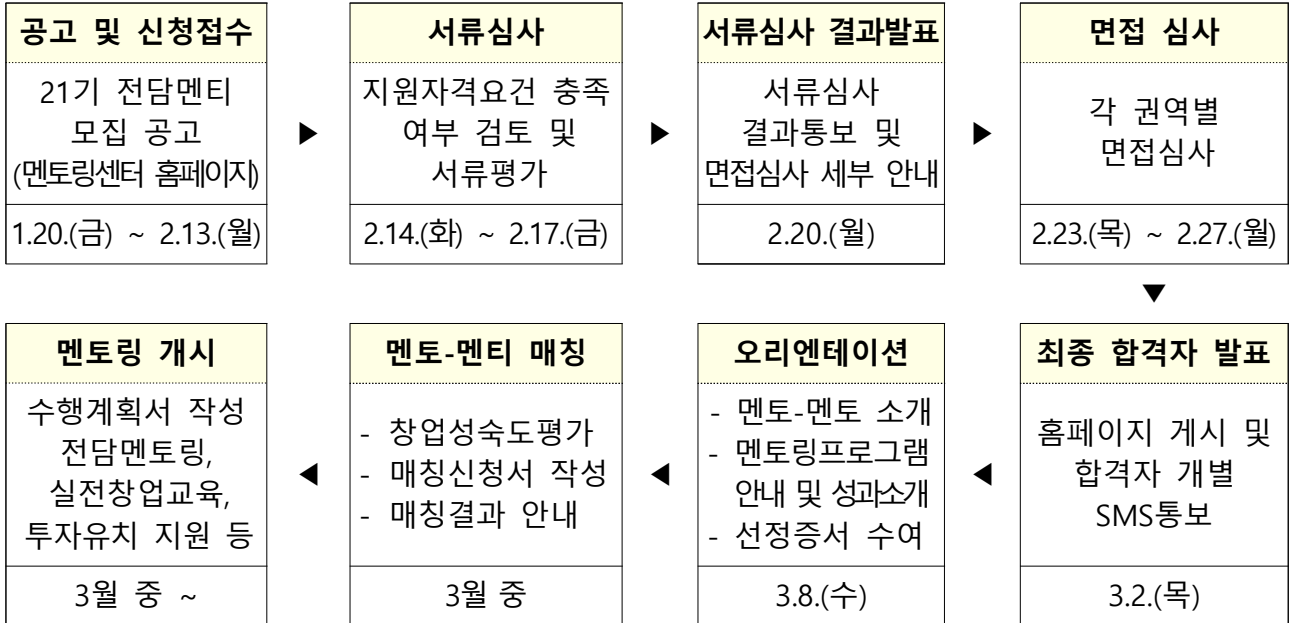 공고 및 신청접수
21기 전담멘티
모집 공고
(멘토링센터 홈페이지)
1.20.(금) ~ 2.13.(월)
▶
서류심사
지원자격요건 충족
여부 검토 및
서류평가
2.14.(화) ~ 2.17.(금)
▶
서류심사 결과발표
서류심사
결과통보 및
면접심사 세부 안내
2.20.(월)
▶
면접 심사
각 권역별
면접심사
2.23.(목) ~ 2.27.(월)
▼
최종 합격자 발표
홈페이지 게시 및
합격자 개별
SMS통보
3.2.(목)
◀
오리엔테이션
- 멘토-멘토 소개
- 멘토링프로그램
안내 및 성과소개
- 선정증서 수여
3.8.(수)
◀
멘토-멘티 매칭
- 창업성숙도평가
- 매칭신청서 작성
- 매칭결과 안내
3월 중
◀
멘토링 개시
수행계획서 작성
전담멘토링,
실전창업교육,
투자유치 지원 등
3월 중 ~